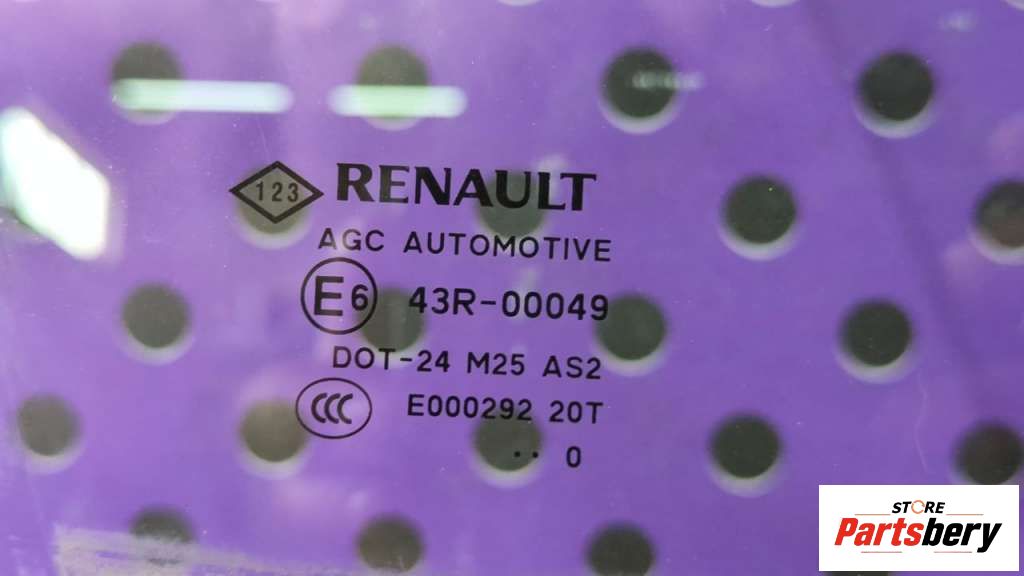 123 RENAULT
AGC AUTOMOTIVE
E6 43R-00049
DOT-24 M25 AS2
CCC E000292 20T
.. 0
STORE
Partsbery